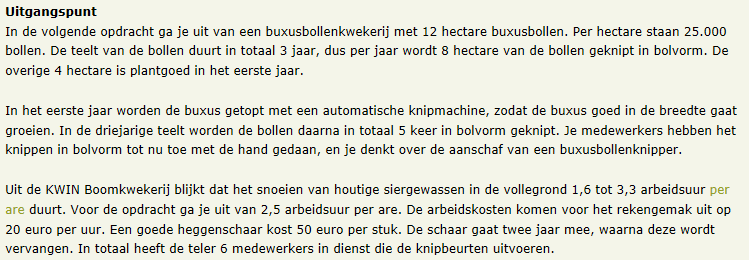 Uitgangspunt
In de volgende opdracht ga je uit van een buxusbollenkwekerij met 12 hectare buxusbollen. Per hectare staan 25.000
bollen. De teelt van de bollen duurt in totaal 3 jaar, dus per jaar wordt 8 hectare van de bollen geknipt in bolvorm. De
overige 4 hectare is plantgoed in het eerste jaar.
In het eerste jaar worden de buxus getopt met een automatische knipmachine, zodat de buxus goed in de breedte gaat
groeien. In de driejarige teelt worden de bollen daarna in totaal 5 keer in bolvorm geknipt. Je medewerkers hebben het
knippen in bolvorm tot nu toe met de hand gedaan, en je denkt over de aanschaf van een buxusbollenknipper.
Uit de KWIN Boomkwekerij blijkt dat het snoeien van houtige siergewassen in de vollegrond 1,6 tot 3,3 arbeidsuur per
are duurt. Voor de opdracht ga je uit van 2,5 arbeidsuur per are. De arbeidskosten komen voor het rekengemak uit op
20 euro per uur. Een goede heggenschaar kost 50 euro per stuk. De schaar gaat twee jaar mee, waarna deze wordt
vervangen. In totaal heeft de teler 6 medewerkers in dienst die de knipbeurten uitvoeren.